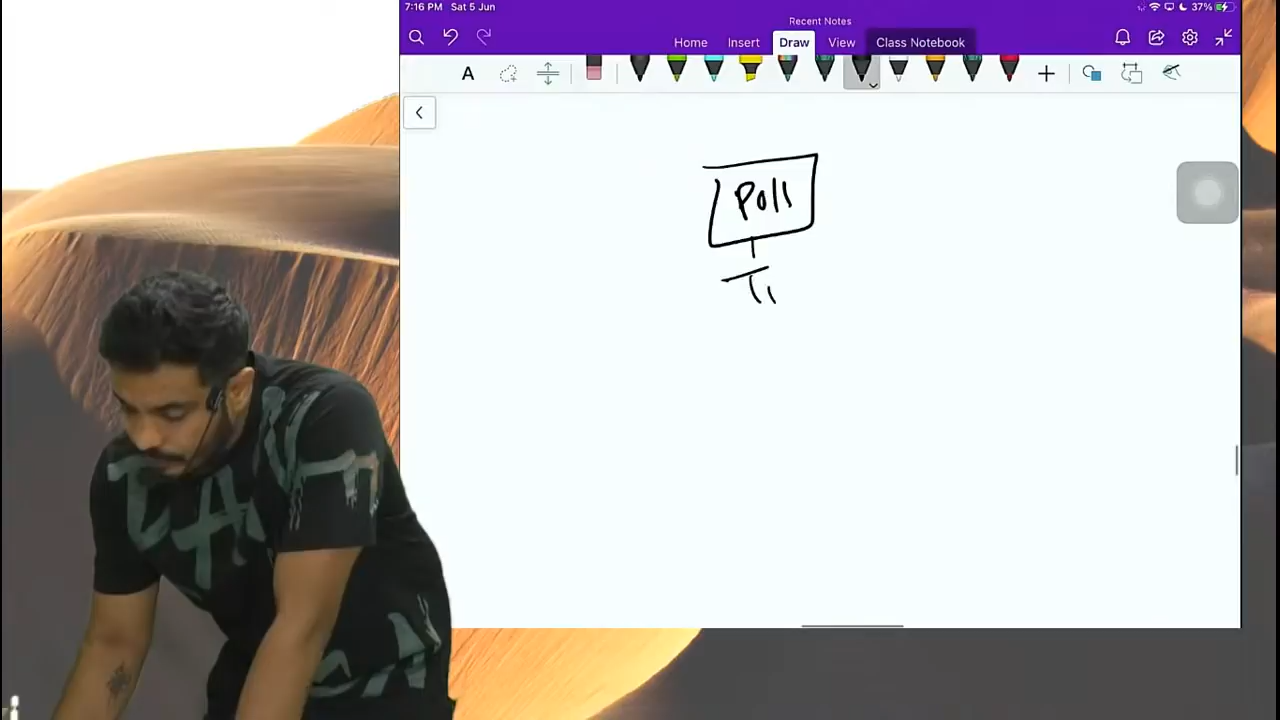 7:16 PM Sat 5 Jun
37%
Recent Notes
Home Insert Draw View Class Notebook
A
Poll